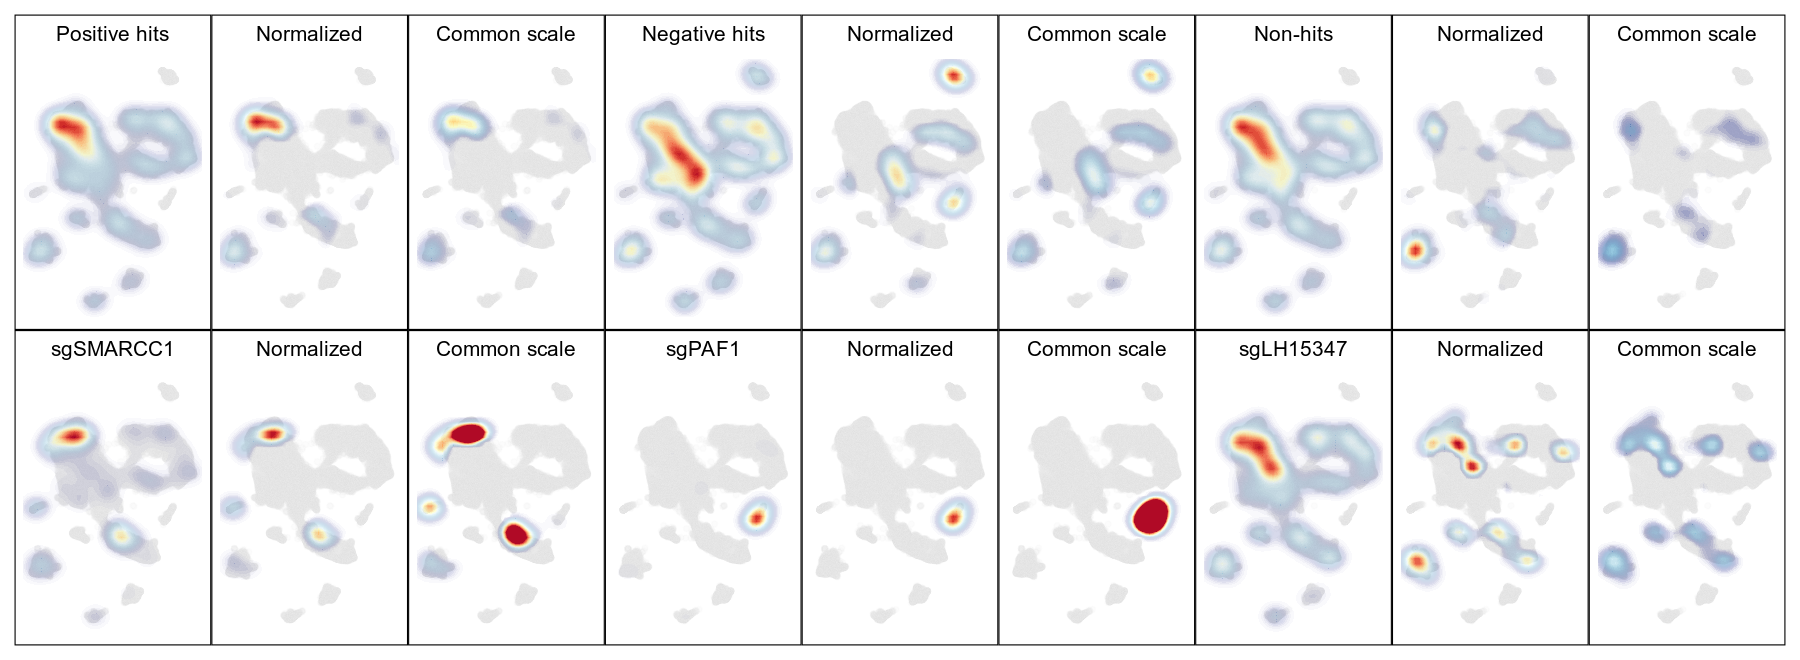 Positive hits Normalized Common scale Negative hits Normalized Common scale Non-hits Normalized Common scale
sgSMARCC1 Normalized Common scale sgPAF1 Normalized Common scale sgLH15347 Normalized Common scale